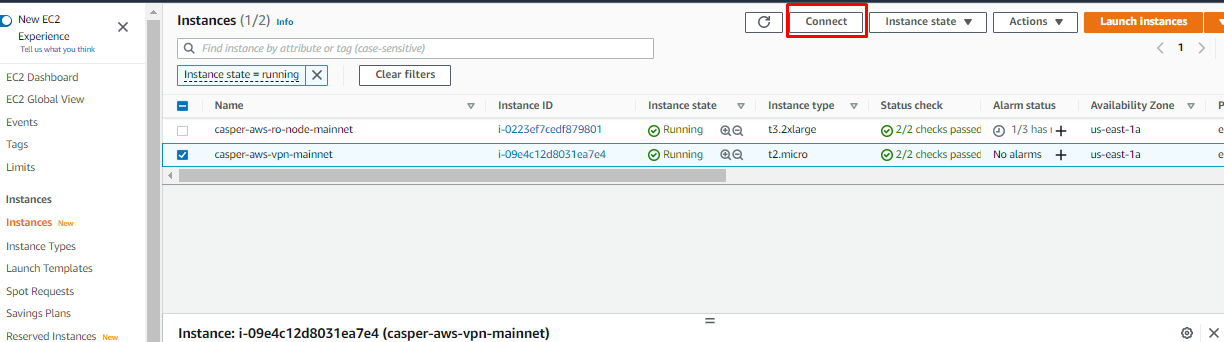 New EC2
Experience
Tell us what you think
EC2 Dashboard
EC2 Global View
Events
Tags
Limits
Instances
Instances New
Instance Types
Launch Templates
Spot Requests
Savings Plans
Reserved Instances New
Instances (1/2) Info
Connect
Instance state
Actions
Launch instances
Find instance by attribute or tag (case-sensitive)
1
Instance state = running
Clear filters
Name Instance ID Instance state Instance type Status check Alarm status Availability Zone P
casper-aws-ro-node-mainnet i-0223ef7cedf879801 Running t3.2xlarge 2/2 checks passed 1/3 has us-east-1a e
casper-aws-vpn-mainnet i-09e4c12d8031ea7e4 Running t2.micro 2/2 checks passed No alarms us-east-1a e
Instance: i-09e4c12d8031ea7e4 (casper-aws-vpn-mainnet)